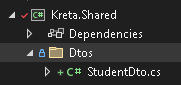 C# Kreta.Shared
Dependencies
Dtos
C# StudentDto.cs